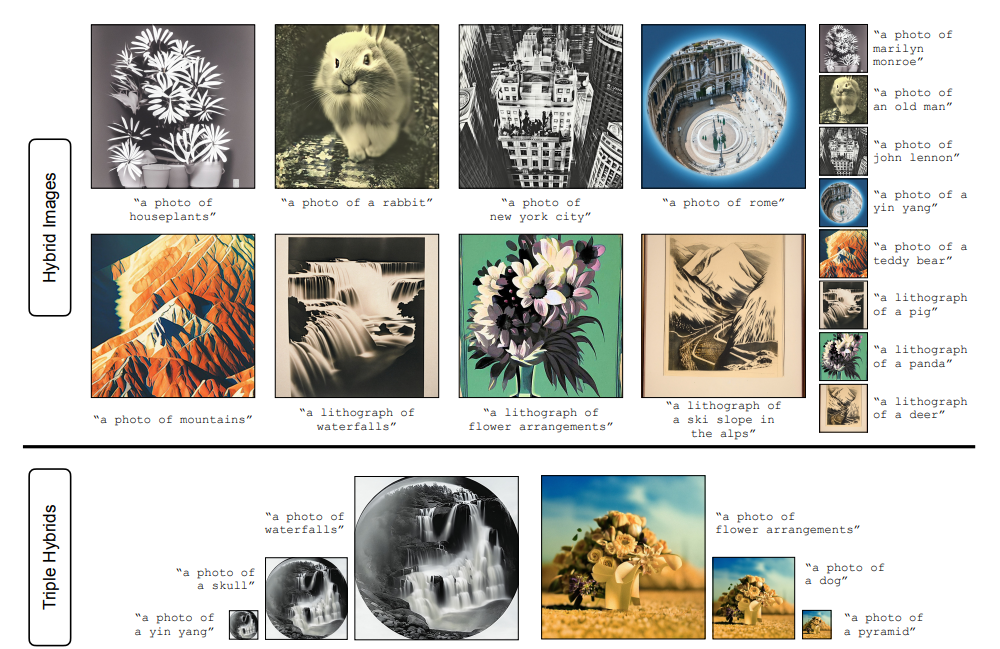 Hybrid Images
“a photo of
houseplants”
“a photo of a rabbit”
“a photo of
new york city”
“a photo of rome”
“a photo of
marilyn
monroe”
“a photo of
an old man”
“a photo of
john lennon”
“a photo of a
yin yang”
“a photo of a
teddy bear”
“a lithograph
of a pig”
“a lithograph
of a panda”
“a lithograph
of a deer”
“a photo of mountains”
“a lithograph of
waterfalls”
“a lithograph of
flower arrangements”
“a lithograph of
a ski slope in
the alps”
Triple Hybrids
“a photo of
waterfalls”
“a photo of
a skull”
“a photo of
a yin yang”
“a photo of
flower arrangements”
“a photo of
a dog”
“a photo of
a pyramid”